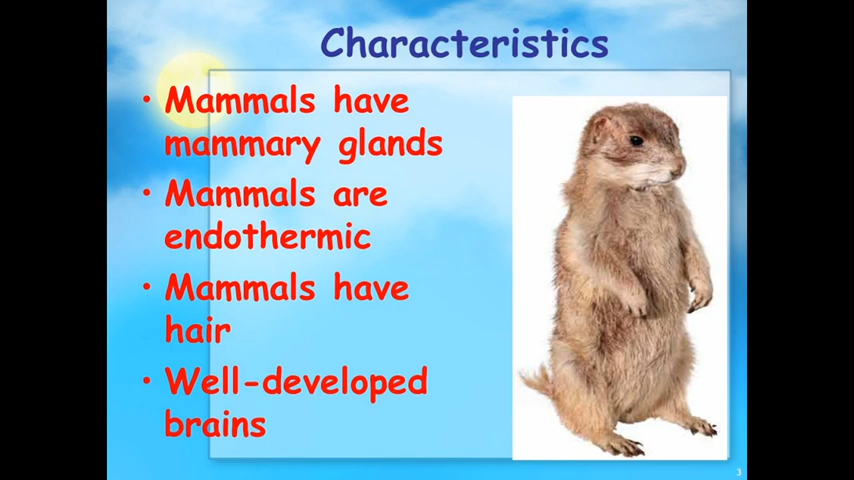 Characteristics
• Mammals have
mammary glands
• Mammals are
endothermic
• Mammals have
hair
• Well-developed
brains
3